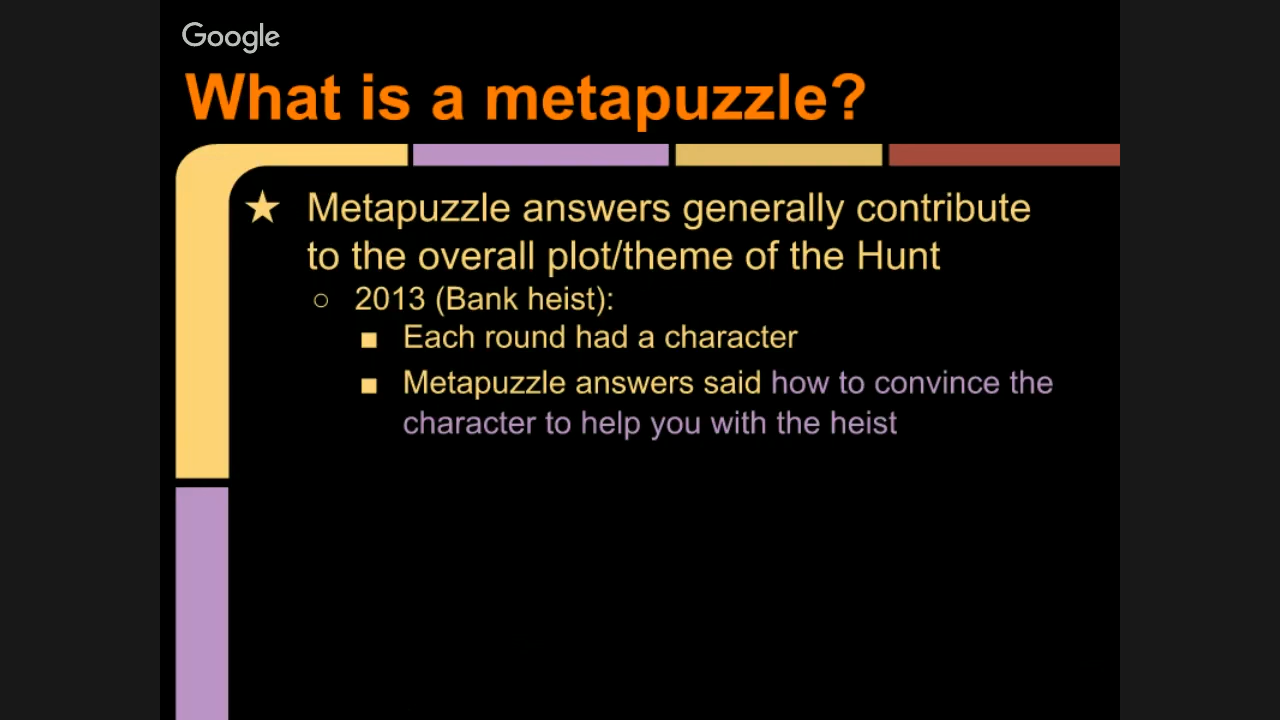 Google
What is a metapuzzle?
★ Metapuzzle answers generally contribute
to the overall plot/theme of the Hunt
○ 2013 (Bank heist):
■ Each round had a character
■ Metapuzzle answers said how to convince the
character to help you with the heist